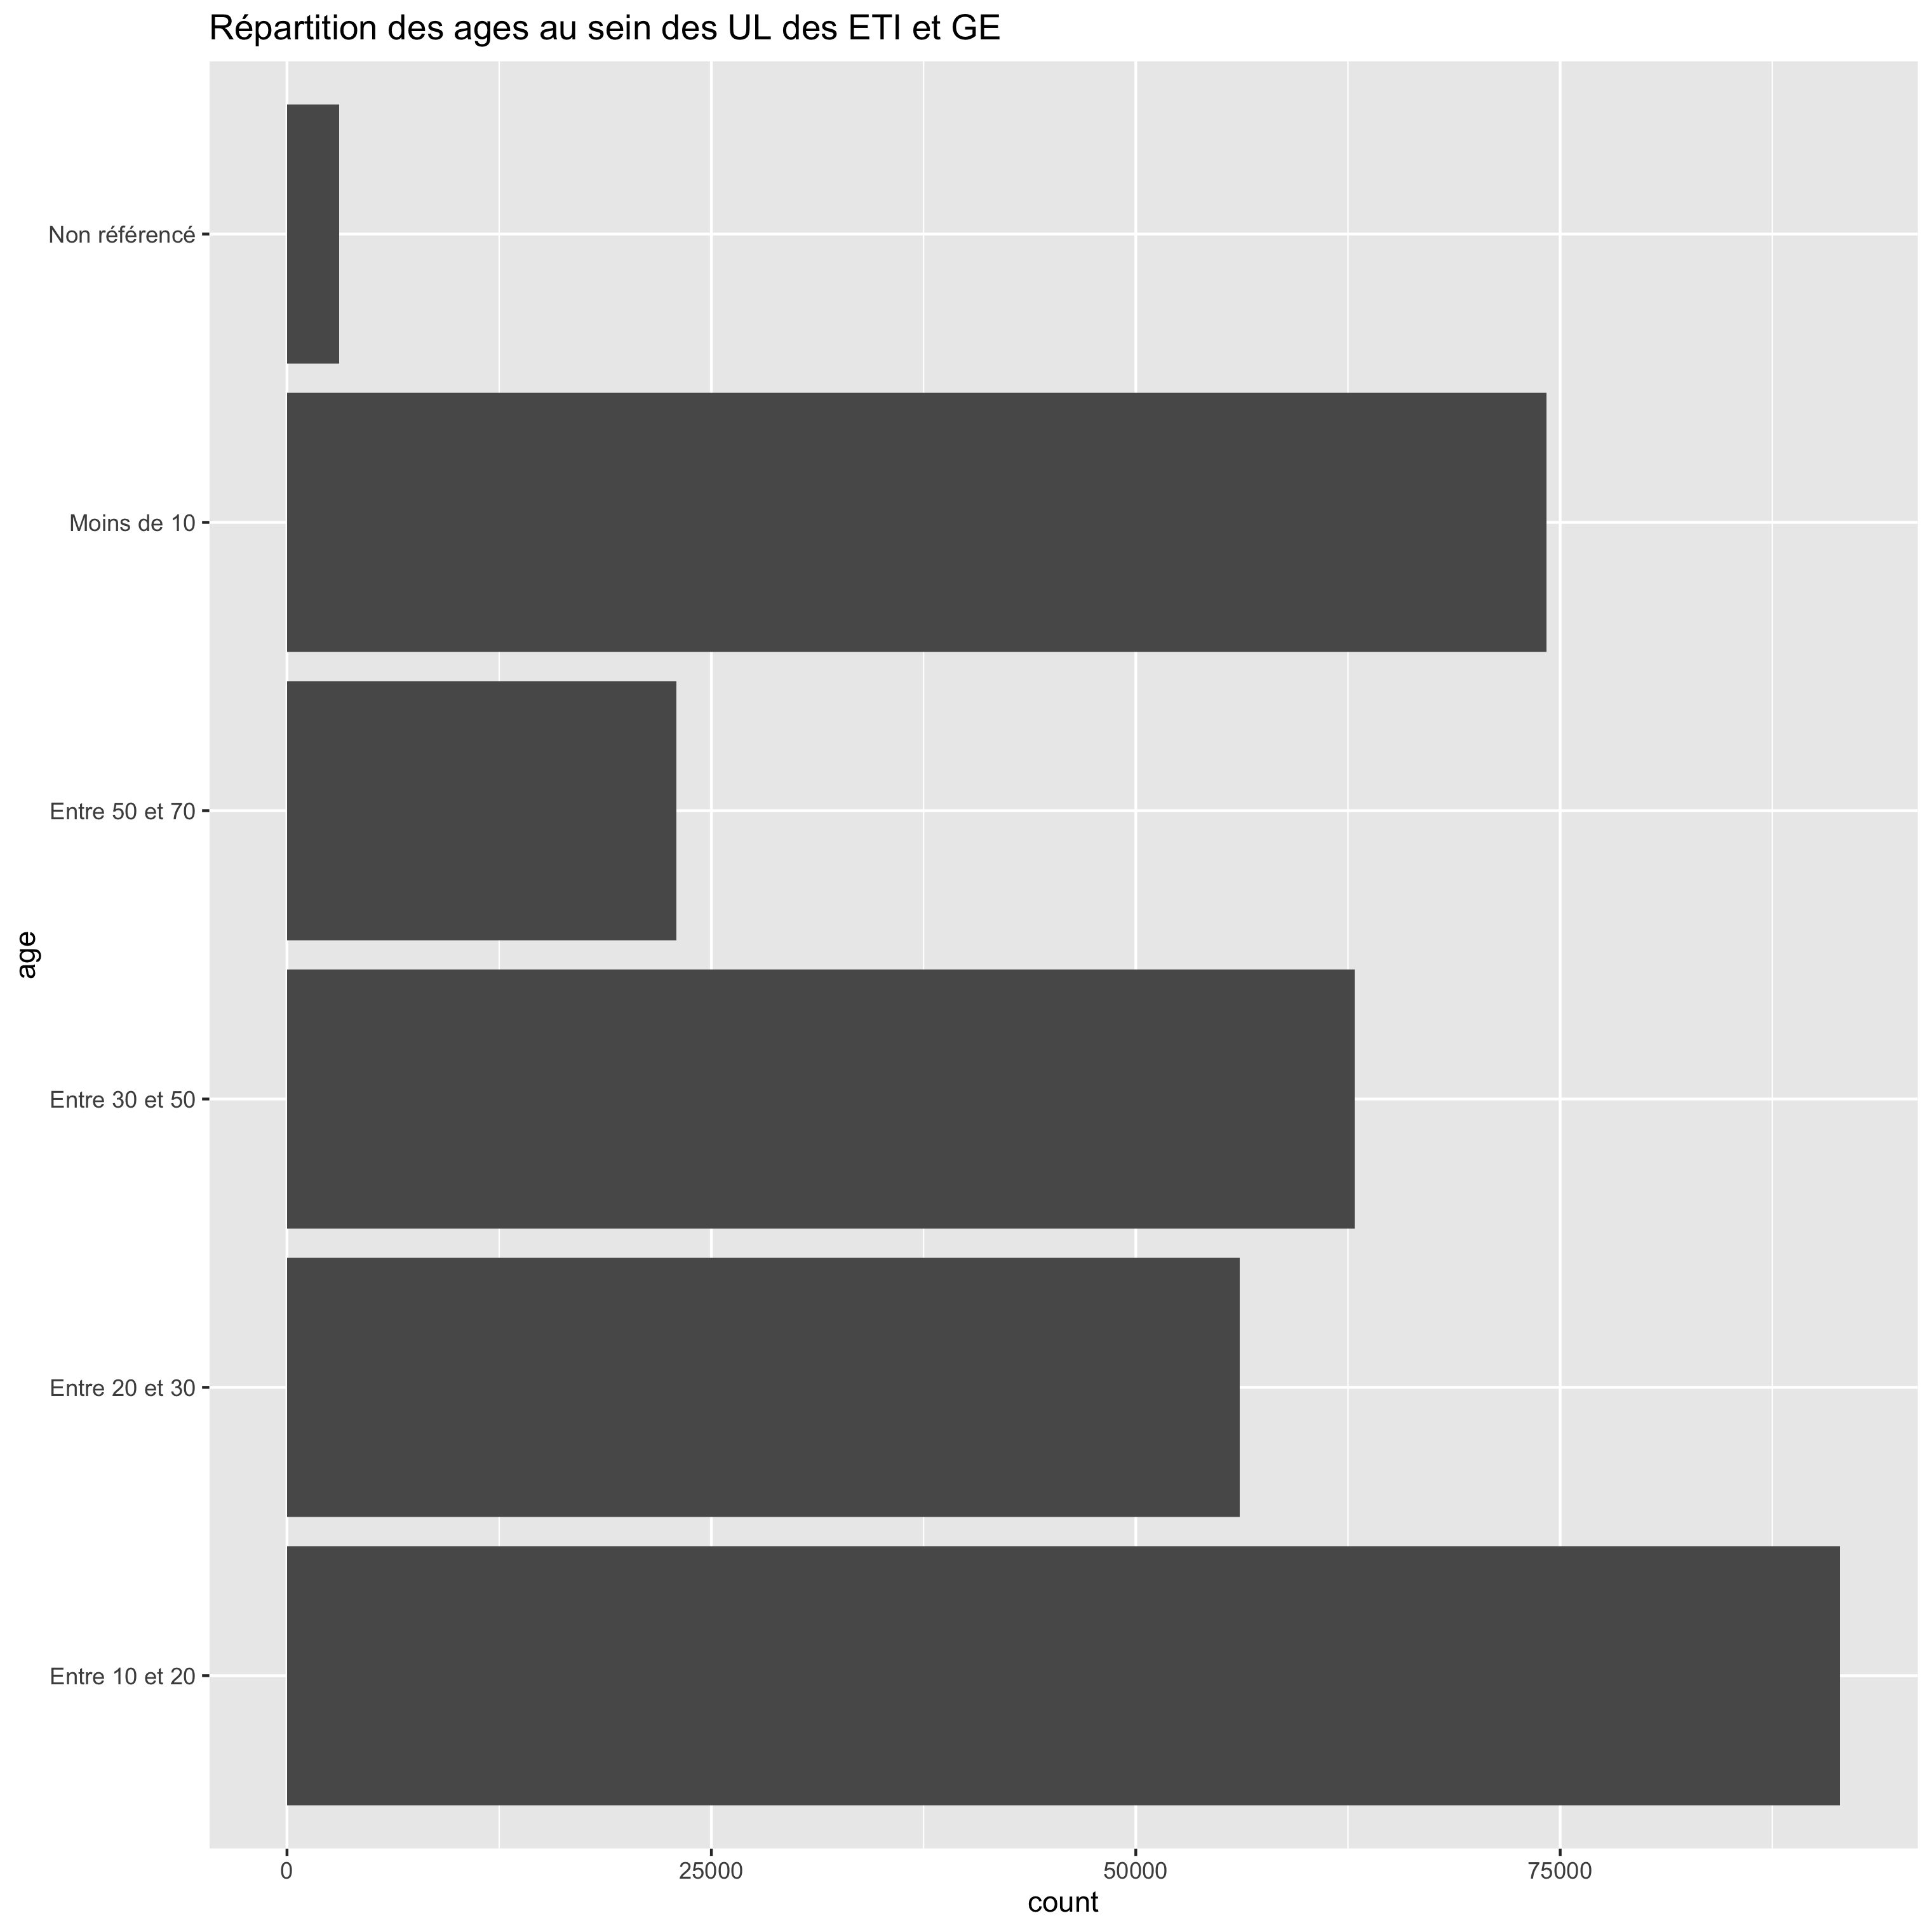 Répartition des ages au sein des UL des ETI et GE
Non référencé
Moins de 10
Entre 50 et 70
age
Entre 30 et 50
Entre 20 et 30
Entre 10 et 20
0 25000 50000 75000
count